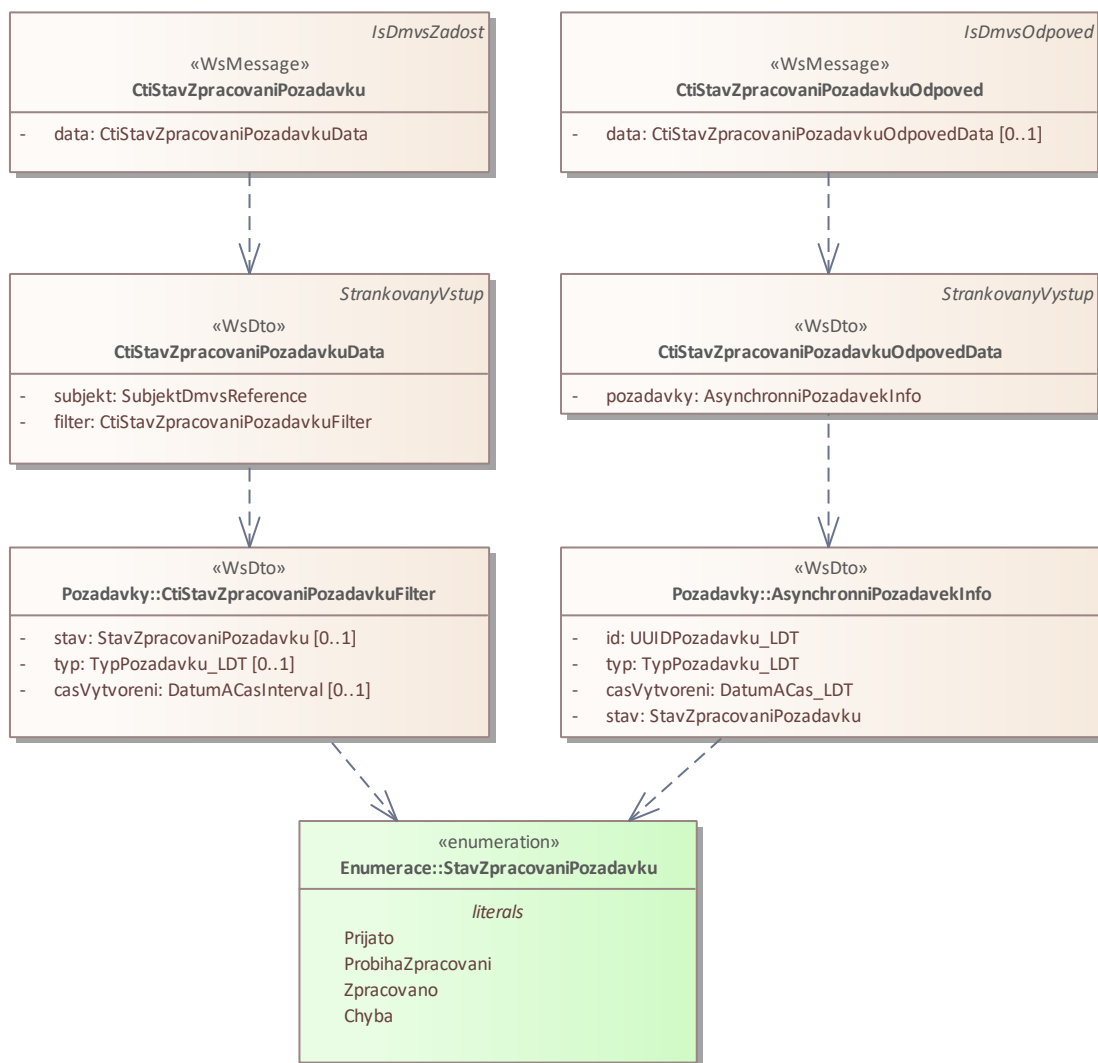 IsDmvsZadost
«WsMessage»
CtiStavZpracovaniPozadavku
- data: CtiStavZpracovaniPozadavkuData
IsDmvsOdpoved
«WsMessage»
CtiStavZpracovaniPozadavkuOdpoved
- data: CtiStavZpracovaniPozadavkuOdpovedData [0..1]
StrankovanyVstup
«WsDto»
CtiStavZpracovaniPozadavkuData
- subjekt: SubjektDmvsReference
- filter: CtiStavZpracovaniPozadavkuFilter
StrankovanyVystup
«WsDto»
CtiStavZpracovaniPozadavkuOdpovedData
- pozadavky: AsynchronniPozadavekInfo
«WsDto»
Pozadavky::CtiStavZpracovaniPozadavkuFilter
- stav: StavZpracovaniPozadavku [0..1]
- typ: TypPozadavku_LDT [0..1]
- casVytvoreni: DatumACasInterval [0..1]
«WsDto»
Pozadavky::AsynchronniPozadavekInfo
- id: UUIDPozadavku_LDT
- typ: TypPozadavku_LDT
- casVytvoreni: DatumACas_LDT
- stav: StavZpracovaniPozadavku
«enumeration»
Enumerace::StavZpracovaniPozadavku
literals
Prijato
ProbihaZpracovani
Zpracovano
Chyba